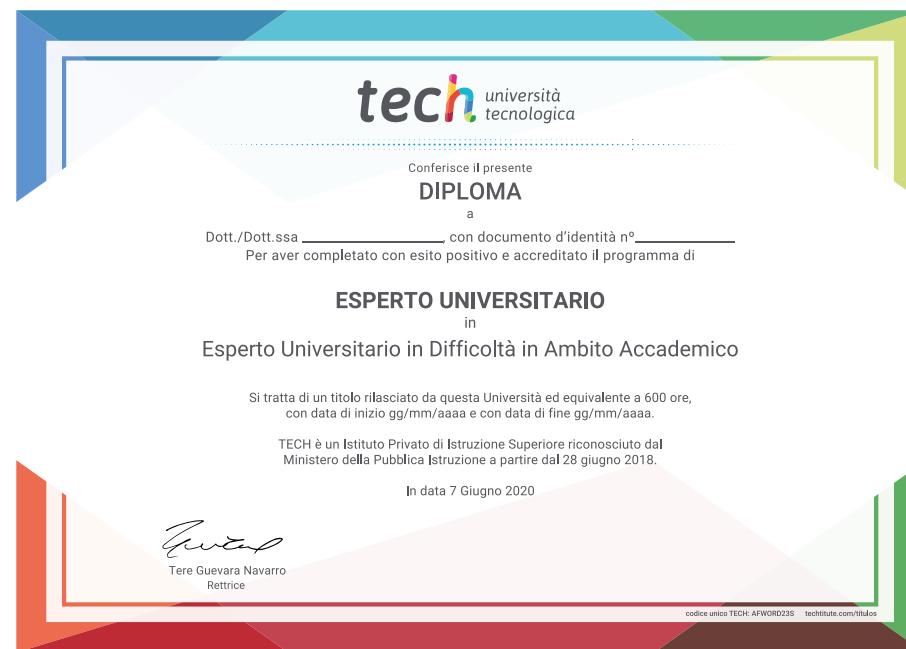 tech università
tecnologica
Conferisce il presente
DIPLOMA
a
Dott./Dott.ssa ________________, con documento d'identità nº____________
Per aver completato con esito positivo e accreditato il programma di
ESPERTO UNIVERSITARIO
in
Esperto Universitario in Difficoltà in Ambito Accademico
Si tratta di un titolo rilasciato da questa Università ed equivalente a 600 ore,
con data di inizio gg/mm/aaaa e con data di fine gg/mm/aaaa.
TECH è un Istituto Privato di Istruzione Superiore riconosciuto dal
Ministero della Pubblica Istruzione a partire dal 28 giugno 2018.
In data 7 Giugno 2020
Tere Guevara Navarro
Rettrice
codice unico TECH: AFWORD23S techtitute.com/titulos